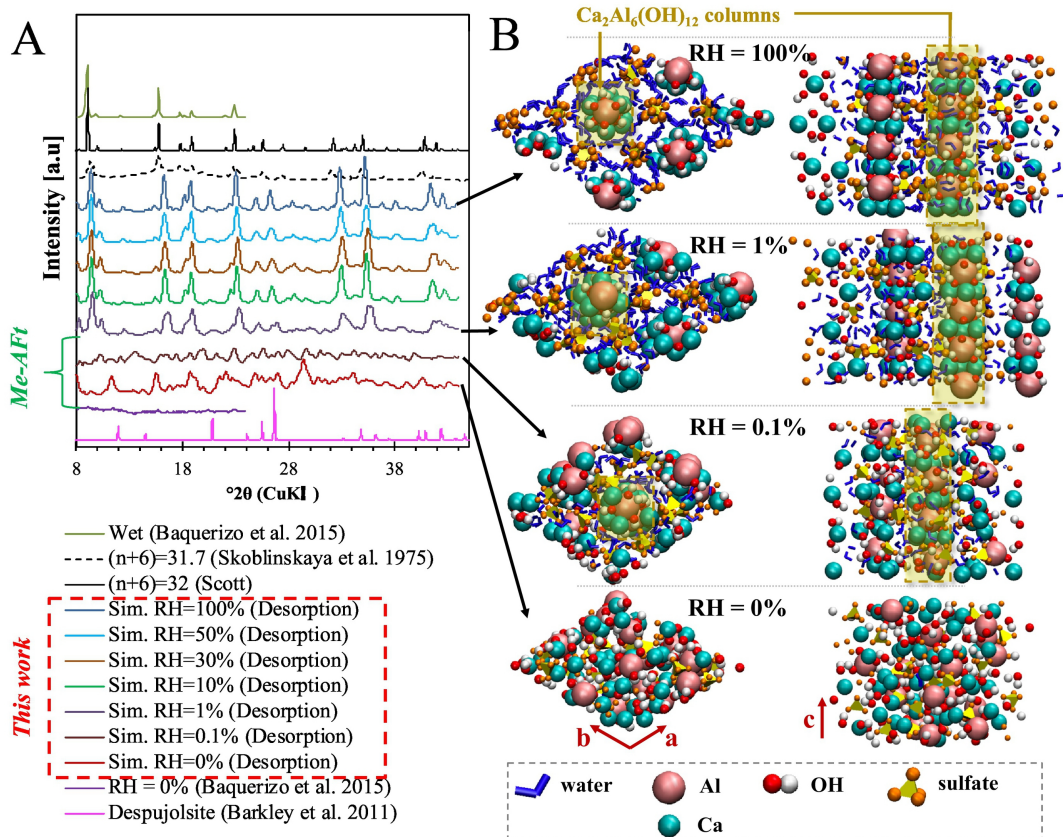 A
Intensity [a.u]
Me-AFt
8
18
28
38
°2θ (CuKl )
Wet (Baquerizo et al. 2015)
(n+6)=31.7 (Skoblinskaya et al. 1975)
(n+6)=32 (Scott)
This work
Sim. RH=100% (Desorption)
Sim. RH=50% (Desorption)
Sim. RH=30% (Desorption)
Sim. RH=10% (Desorption)
Sim. RH=1% (Desorption)
Sim. RH=0.1% (Desorption)
Sim. RH=0% (Desorption)
RH = 0% (Baquerizo et al. 2015)
Despujolsite (Barkley et al. 2011)
B
Ca2Al6(OH)12 columns
RH = 100%
RH = 1%
RH = 0.1%
RH = 0%
b
a
c
water
Al
OH
sulfate
Ca